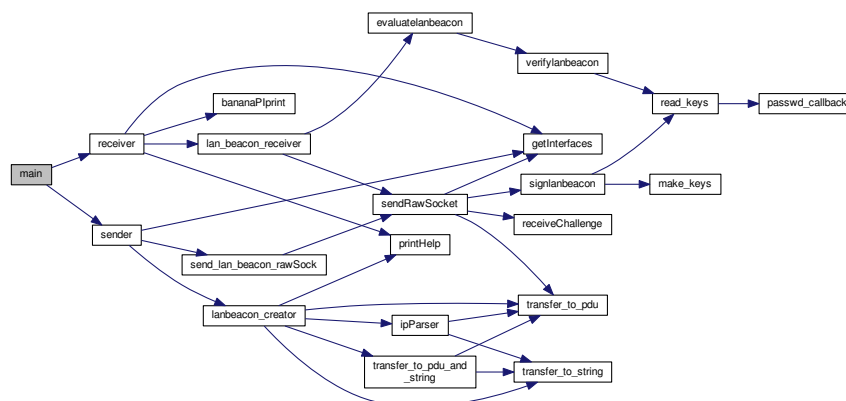 evaluatelanbeacon
verifylanbeacon
bananaPIprint
read_keys
passwd_callback
receiver
lan_beacon_receiver
getInterfaces
main
signlanbeacon
make_keys
sendRawSocket
receiveChallenge
sender
printHelp
send_lan_beacon_rawSock
transfer_to_pdu
lanbeacon_creator
ipParser
transfer_to_pdu_and
_string
transfer_to_string